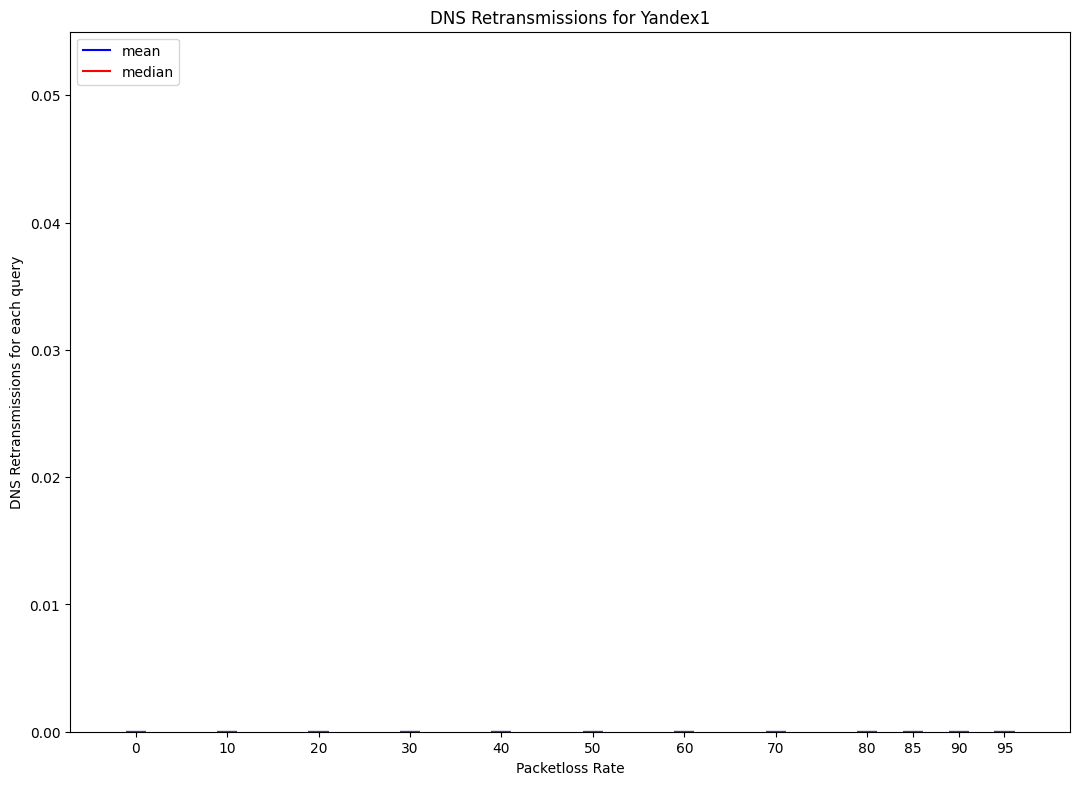 DNS Retransmissions for Yandex1
mean
median
DNS Retransmissions for each query
0.05
0.04
0.03
0.02
0.01
0.00
0 10 20 30 40 50 60 70 80 85 90 95
Packetloss Rate